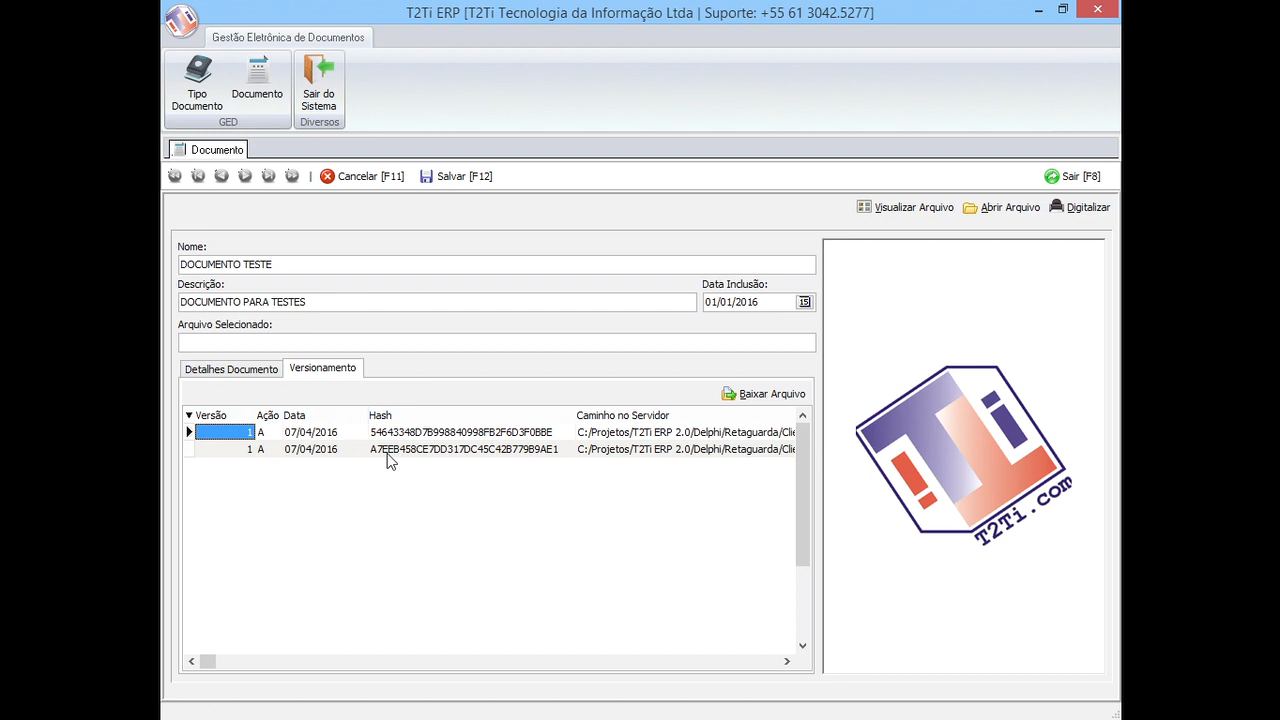 T2Ti ERP [T2Ti Tecnologia da Informação Ltda | Suporte: +55 61 3042.5277]
Gestão Eletrônica de Documentos
Tipo Documento
Documento
Sair do Sistema
GED
Diversos
Documento
Cancelar [F11] Salvar [F12] Sair [F8]
Visualizar Arquivo Abrir Arquivo Digitalizar
Nome:
DOCUMENTO TESTE
Descrição: Data Inclusão:
DOCUMENTO PARA TESTES 01/01/2016 15
Arquivo Selecionado:
Detalhes Documento Versionamento
Baixar Arquivo
Versão Ação Data Hash Caminho no Servidor
1 A 07/04/2016 54643348D7B998840998FB2F6D3F0BBE C:/Projetos/T2Ti ERP 2.0/Delphi/Retaguarda/Clie
1 A 07/04/2016 A7EEB458CE7DD317DC45C42B779B9AE1 C:/Projetos/T2Ti ERP 2.0/Delphi/Retaguarda/Clie
T2Ti.com